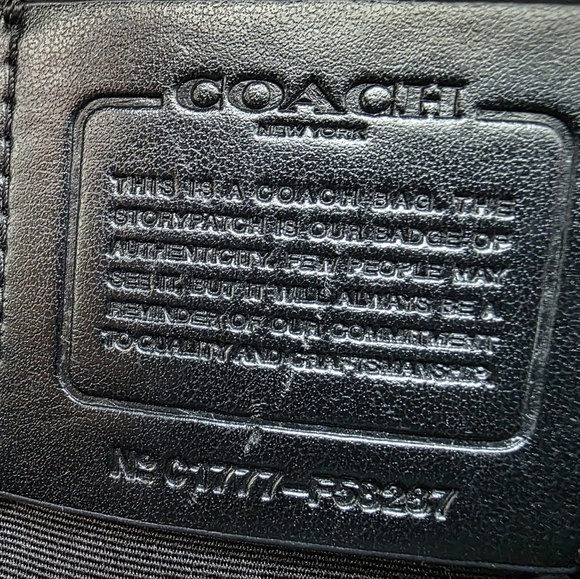 COACH
NEW YORK
THIS IS A COACH BAG. THE
STORYPATCH IS OUR BADGE OF
AUTHENTICITY. FEW PEOPLE MAY
SEE IT, BUT IT WILL ALWAYS BE A
REMINDER OF OUR COMMITMENT
TO QUALITY AND CRAFTSMANSHIP.
Nº C1777-F58287